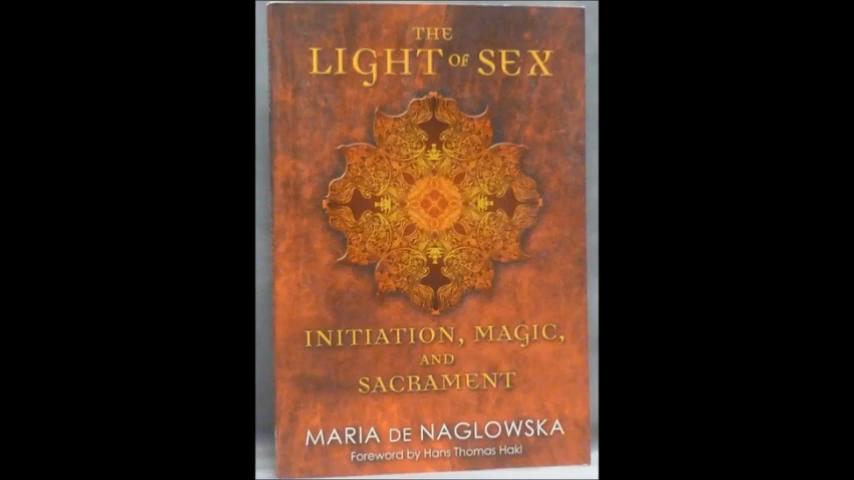 THE
LIGHT OF SEX
INITIATION, MAGIC,
AND
SACRAMENT
MARIA DE NAGLOWSKA
Foreword by Hans Thomas Hakl